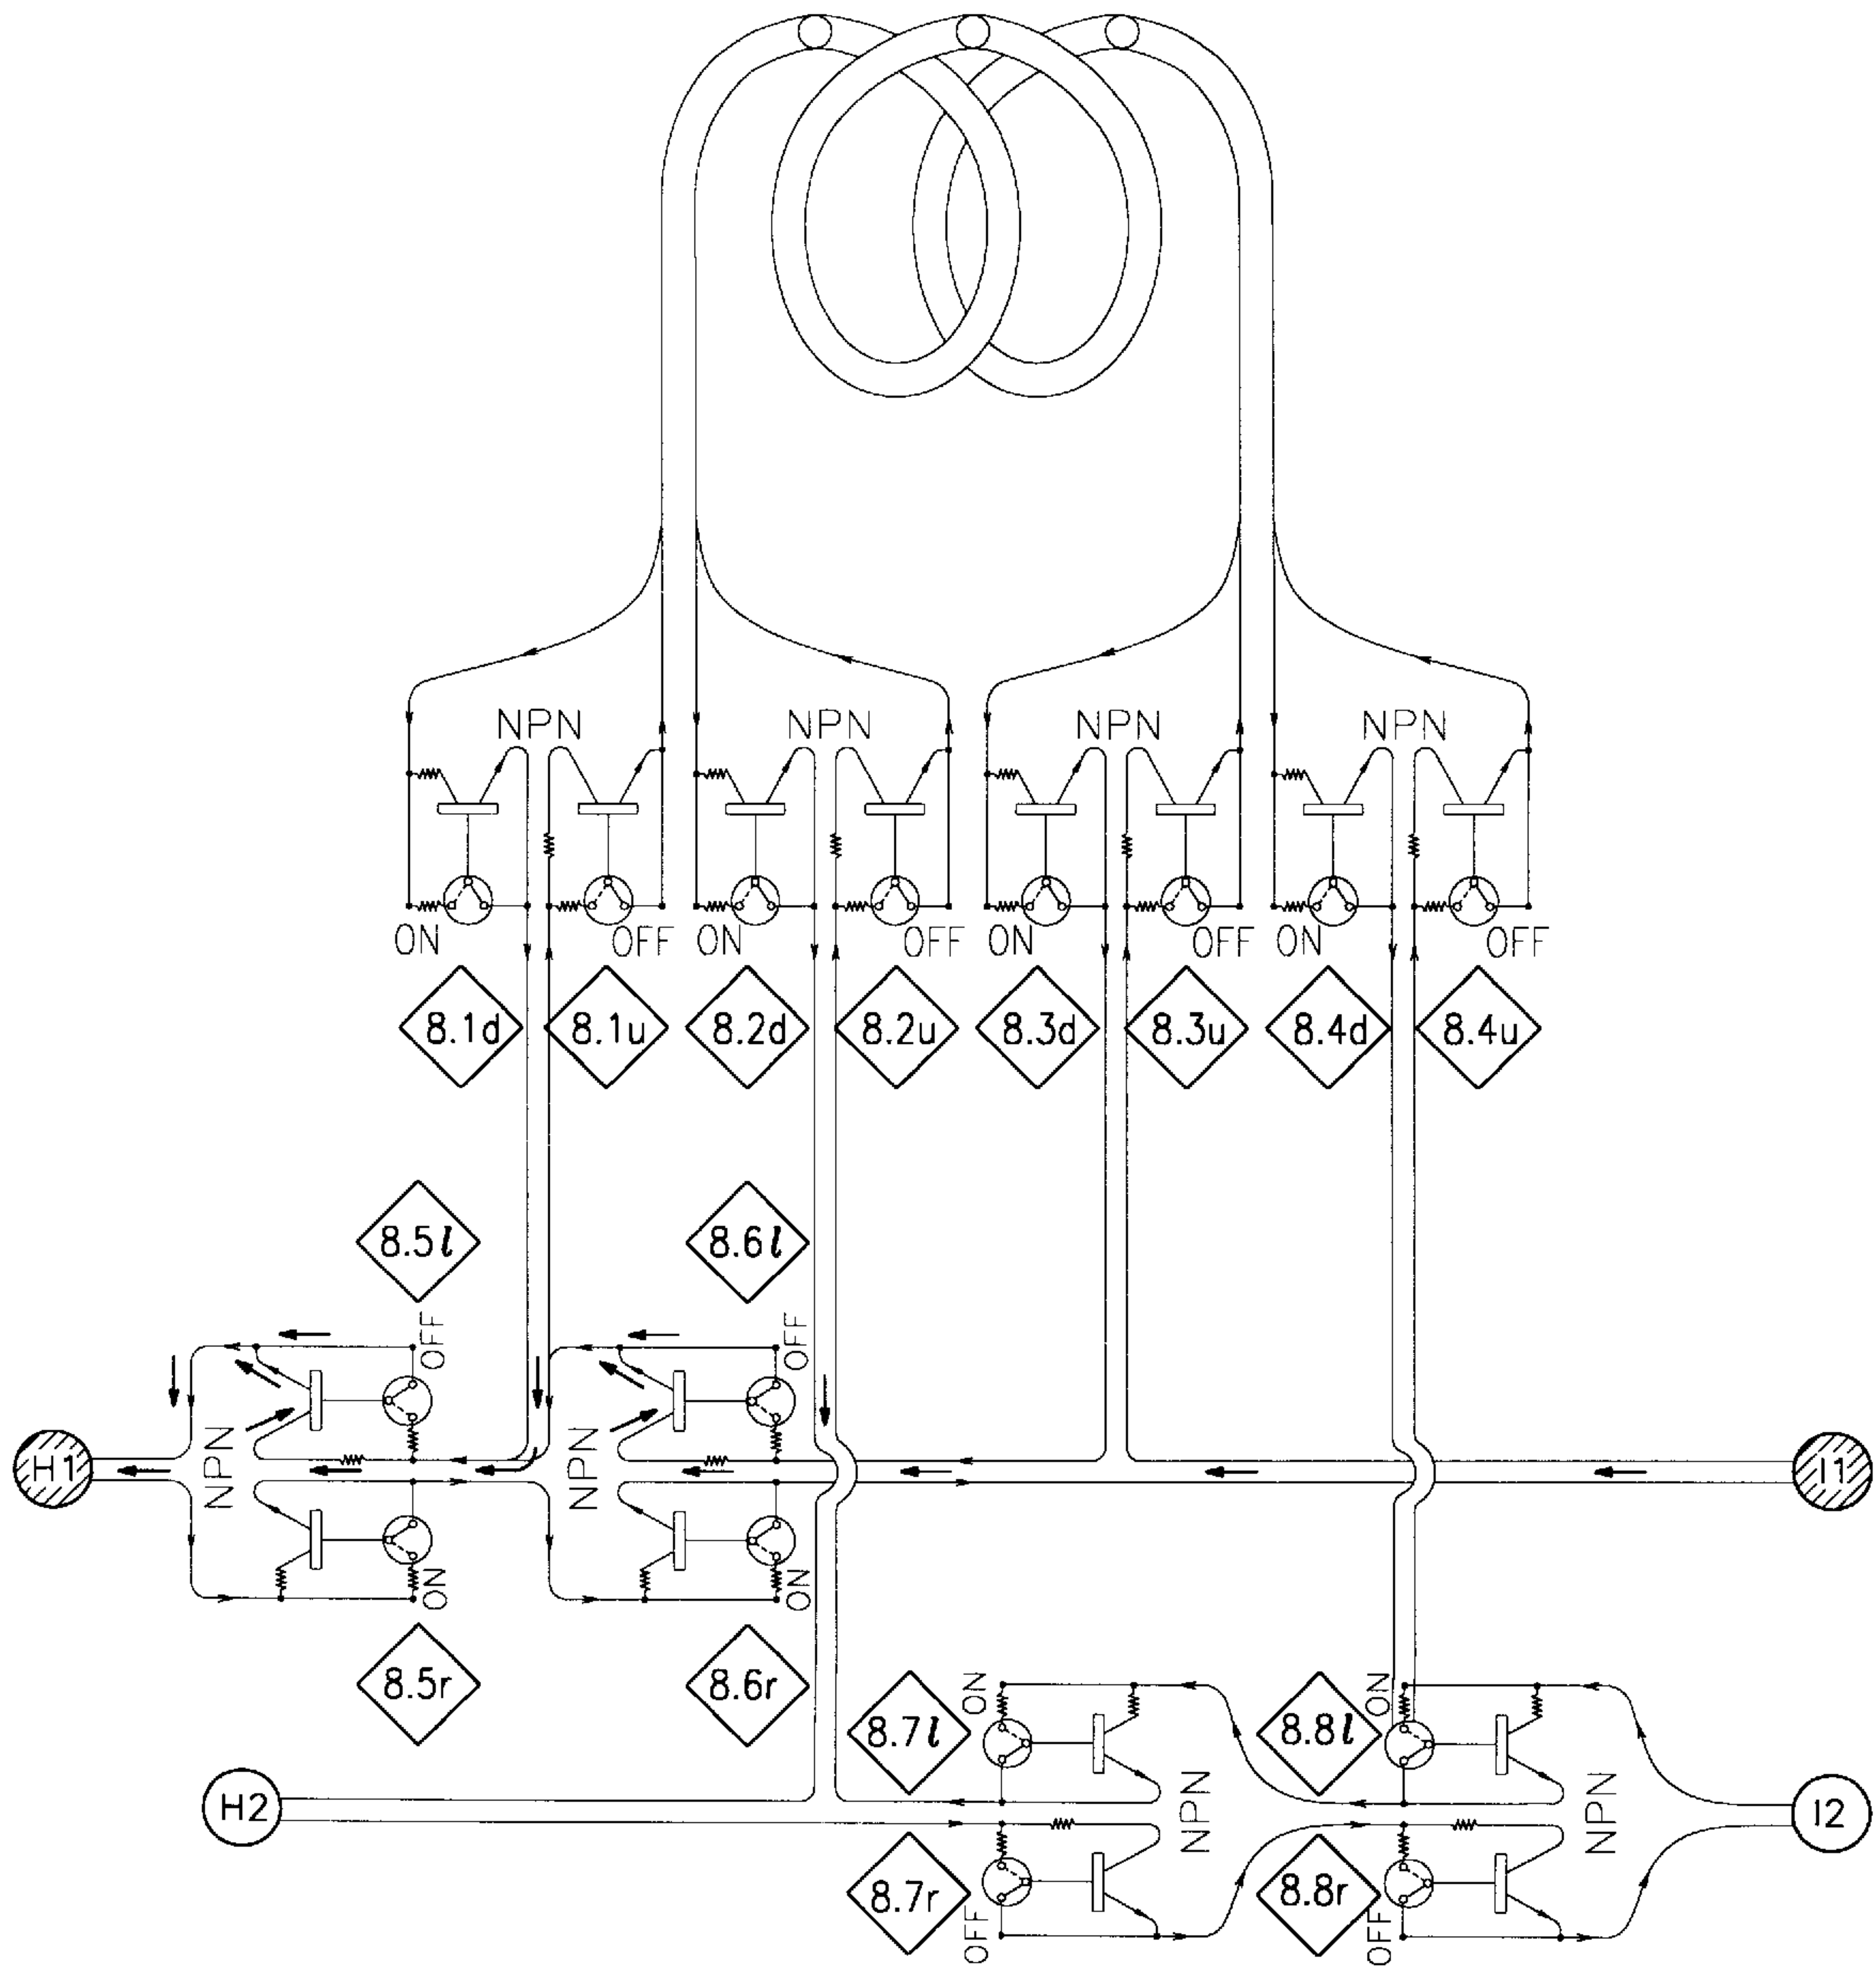 NPN NPN NPN NPN
ON OFF ON OFF ON OFF ON OFF
8.1d 8.1u 8.2d 8.2u 8.3d 8.3u 8.4d 8.4u
8.5l 8.6l
OFF OFF
H1 NPN NPN I1
ON ON
8.5r 8.6r
ON ON
8.7l 8.8l
H2 NPN NPN I2
8.7r 8.8r
OFF OFF